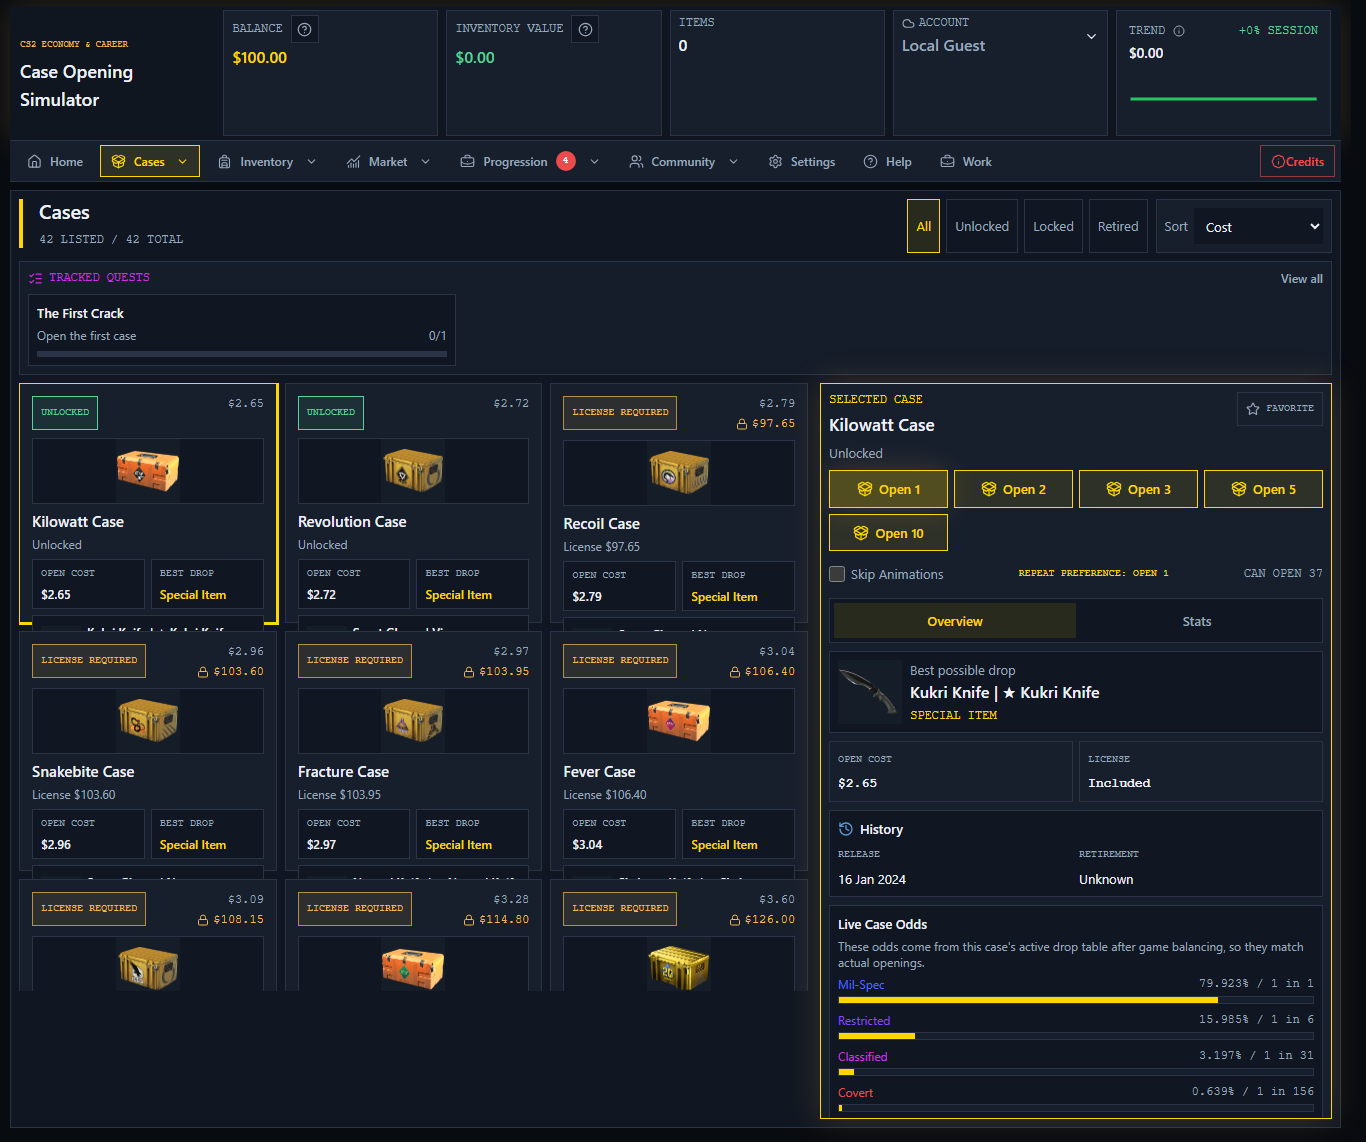 CS2 ECONOMY & CAREER
Case Opening
Simulator
BALANCE
$100.00
INVENTORY VALUE
$0.00
ITEMS
0
ACCOUNT
Local Guest
TREND
+0% SESSION
$0.00
Home
Cases
Inventory
Market
Progression
4
Community
Settings
Help
Work
Credits
Cases
42 LISTED / 42 TOTAL
All
Unlocked
Locked
Retired
Sort
Cost
TRACKED QUESTS
View all
The First Crack
Open the first case
0/1
UNLOCKED
$2.65
Kilowatt Case
Unlocked
OPEN COST
$2.65
BEST DROP
Special Item
UNLOCKED
$2.72
Revolution Case
Unlocked
OPEN COST
$2.72
BEST DROP
Special Item
LICENSE REQUIRED
$2.79
$97.65
Recoil Case
License $97.65
OPEN COST
$2.79
BEST DROP
Special Item
LICENSE REQUIRED
$2.96
$103.60
Snakebite Case
License $103.60
OPEN COST
$2.96
BEST DROP
Special Item
LICENSE REQUIRED
$2.97
$103.95
Fracture Case
License $103.95
OPEN COST
$2.97
BEST DROP
Special Item
LICENSE REQUIRED
$3.04
$106.40
Fever Case
License $106.40
OPEN COST
$3.04
BEST DROP
Special Item
LICENSE REQUIRED
$3.09
$108.15
LICENSE REQUIRED
$3.28
$114.80
LICENSE REQUIRED
$3.60
$126.00
SELECTED CASE
Kilowatt Case
Unlocked
FAVORITE
Open 1
Open 2
Open 3
Open 5
Open 10
Skip Animations
REPEAT PREFERENCE: OPEN 1
CAN OPEN 37
Overview
Stats
Best possible drop
Kukri Knife | ★ Kukri Knife
SPECIAL ITEM
OPEN COST
$2.65
LICENSE
Included
History
RELEASE
16 Jan 2024
RETIREMENT
Unknown
Live Case Odds
These odds come from this case's active drop table after game balancing, so they match
actual openings.
Mil-Spec
79.923% / 1 in 1
Restricted
15.985% / 1 in 6
Classified
3.197% / 1 in 31
Covert
0.639% / 1 in 156